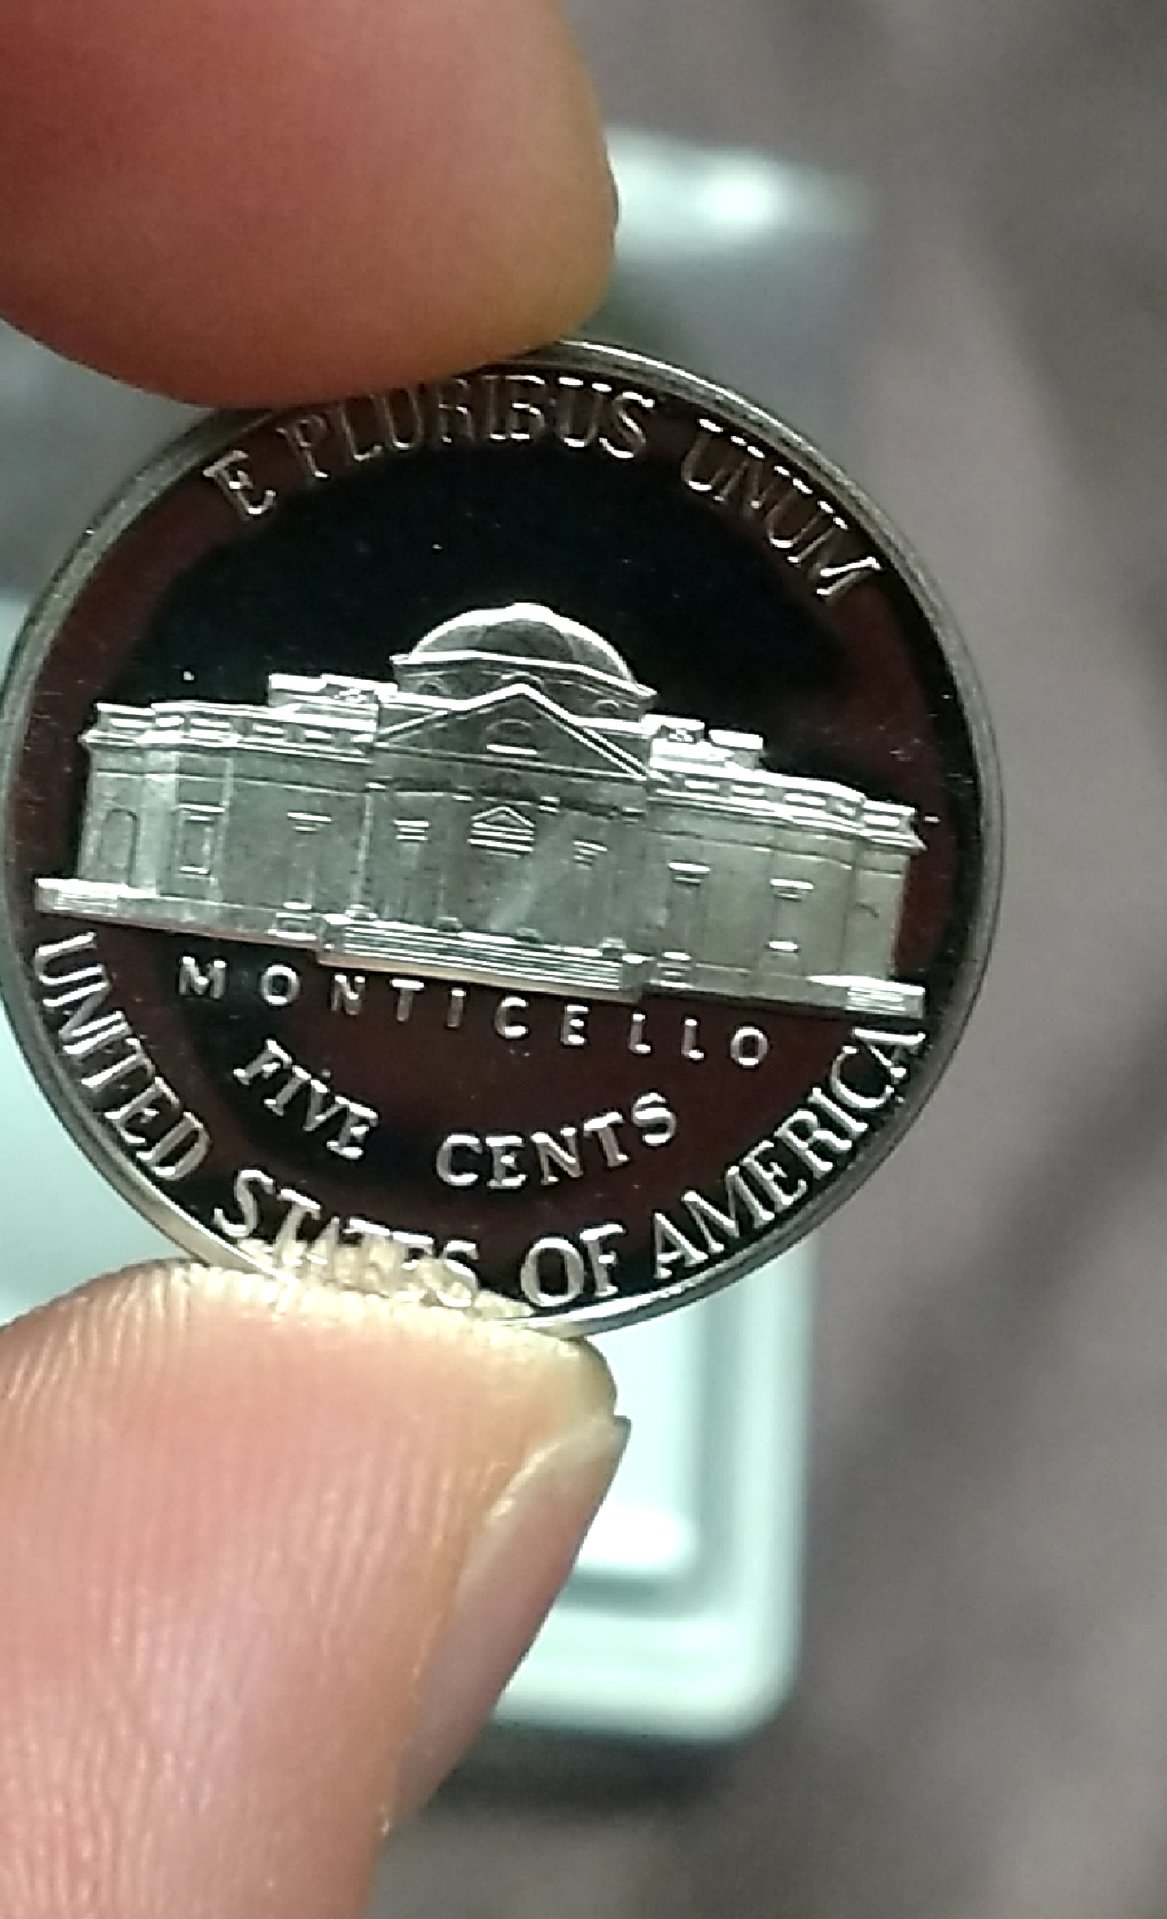 E PLURIBUS UNUM
MONTICELLO
FIVE CENTS
UNITED STATES OF AMERICA